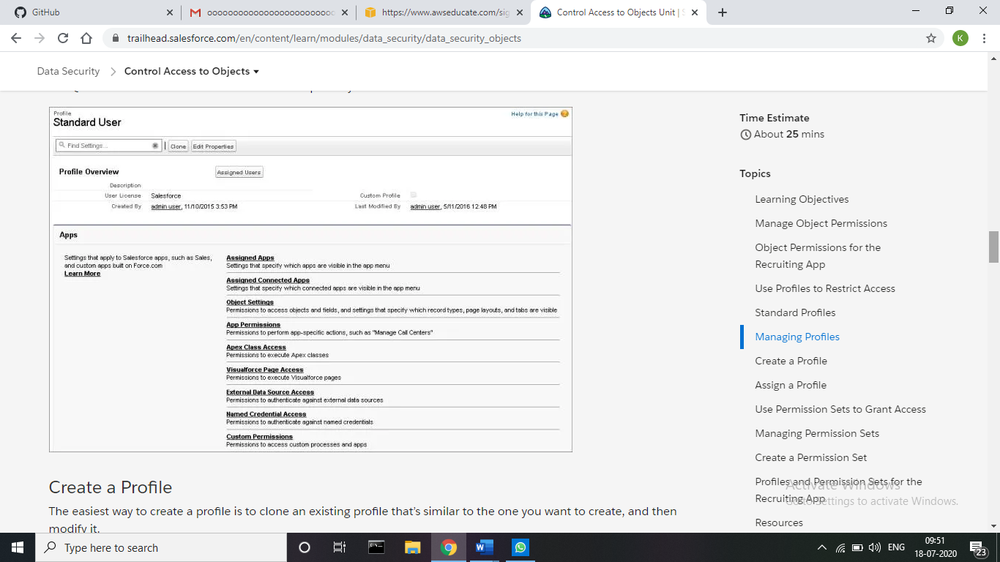 GitHub
https://www.awseducate.com/sig
Control Access to Objects Unit | S
trailhead.salesforce.com/en/content/learn/modules/data_security/data_security_objects
K
Data Security
Control Access to Objects
Profile
Standard User
Help for this Page
Find Settings...
Clone
Edit Properties
Profile Overview
Assigned Users
Description
User License Salesforce
Custom Profile
Created By admin user, 11/10/2015 3:53 PM
Last Modified By admin user, 5/11/2016 12:48 PM
Apps
Settings that apply to Salesforce apps, such as Sales,
and custom apps built on Force.com
Learn More
Assigned Apps
Settings that specify which apps are visible in the app menu
Assigned Connected Apps
Settings that specify which connected apps are visible in the app menu
Object Settings
Permissions to access objects and fields, and settings that specify which record types, page layouts, and tabs are visible
App Permissions
Permissions to perform app-specific actions, such as "Manage Call Centers"
Apex Class Access
Permissions to execute Apex classes
Visualforce Page Access
Permissions to execute Visualforce pages
External Data Source Access
Permissions to authenticate against external data sources
Named Credential Access
Permissions to authenticate against named credentials
Custom Permissions
Permissions to access custom processes and apps
Create a Profile
The easiest way to create a profile is to clone an existing profile that's similar to the one you want to create, and then
modify it.
Time Estimate
About 25 mins
Topics
Learning Objectives
Manage Object Permissions
Object Permissions for the
Recruiting App
Use Profiles to Restrict Access
Standard Profiles
Managing Profiles
Create a Profile
Assign a Profile
Use Permission Sets to Grant Access
Managing Permission Sets
Create a Permission Set
Profiles and Permission Sets for the
Recruiting App
Resources
Activate Windows
Go to Settings to activate Windows.
Type here to search
ENG
09:51
18-07-2020
23